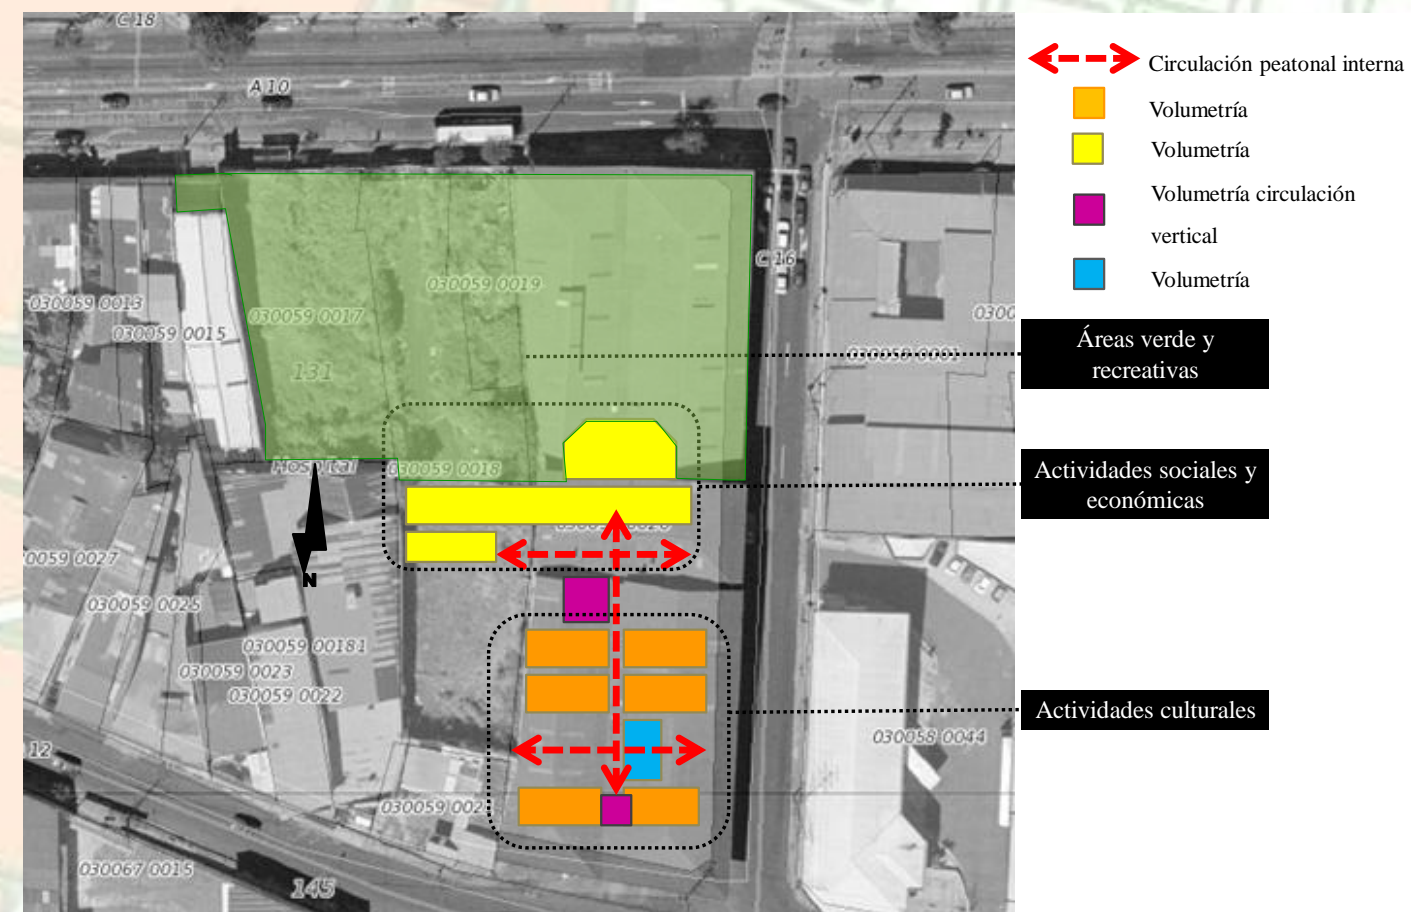 C 18
A 10
C 16
030059 0013
030059 0015
030059 0017
030059 0019
131
Hospital
030059 0018
0059 0027
030059 0025
030059 00181
030059 0023
030059 0022
12
030059 002
030067 0015
145
030058 0044
N
Circulación peatonal interna
Volumetría
Volumetría
Volumetría circulación
vertical
Volumetría
Áreas verde y
recreativas
Actividades sociales y
económicas
Actividades culturales